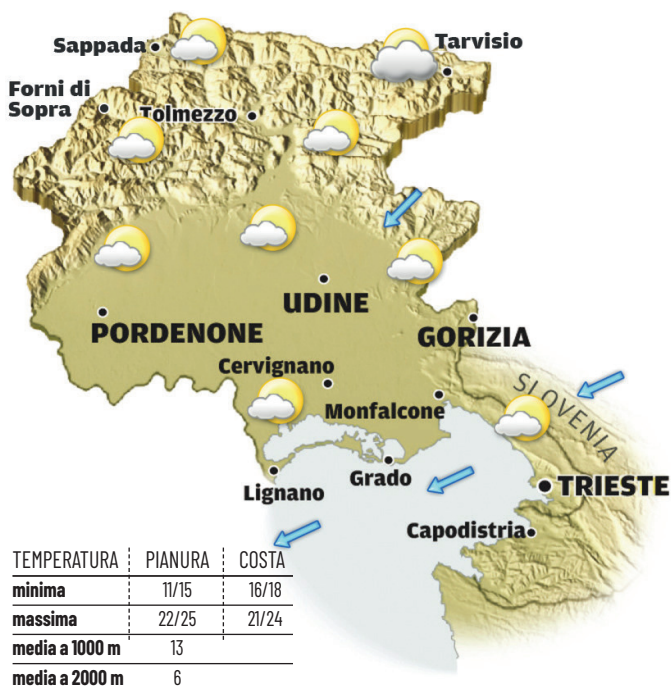 Sappada
Tarvisio
Forni di
Sopra
Tolmezzo
UDINE
PORDENONE
GORIZIA
Cervignano
SLOVENIA
Monfalcone
Grado
Lignano
TRIESTE
Capodistria
TEMPERATURA PIANURA COSTA
minima 11/15 16/18
massima 22/25 21/24
media a 1000 m 13
media a 2000 m 6